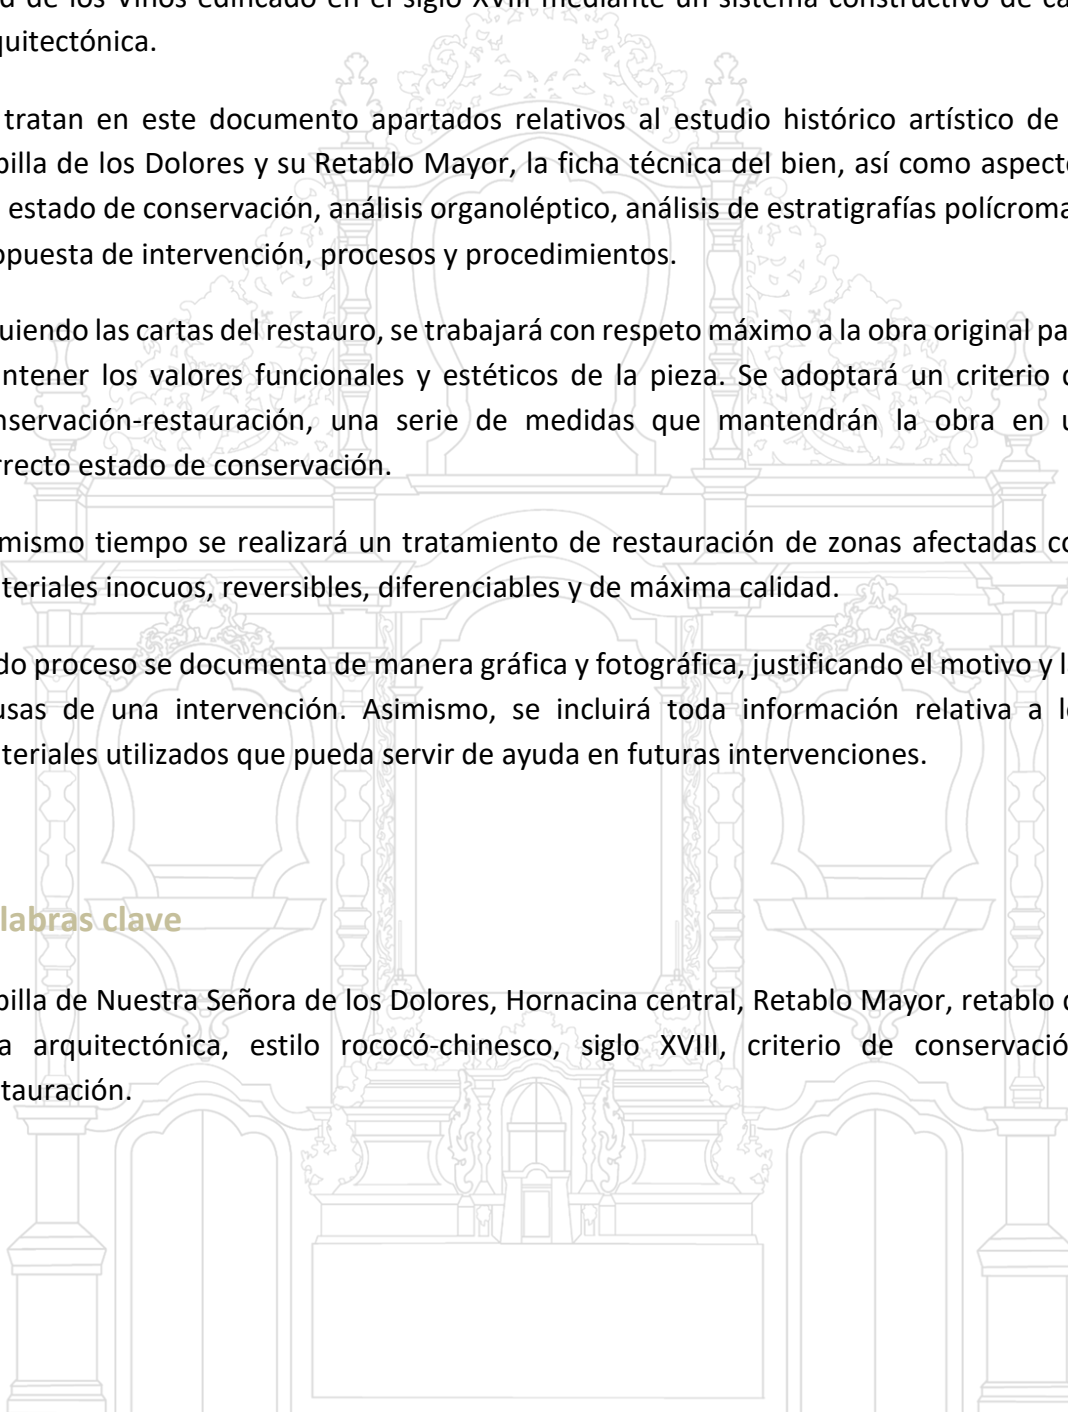 de los Vinos edificado en el siglo XVIII mediante un sistema constructivo de
quitectónica.
tratan en este documento apartados relativos al estudio histórico artístico de
pilla de los Dolores y su Retablo Mayor, la ficha técnica del bien, así como aspecto
estado de conservación, análisis organoléptico, análisis de estratigrafías polícroma
opuesta de intervención, procesos y procedimientos.
uiendo las cartas del restauro, se trabajará con respeto máximo a la obra original pa
ntener los valores funcionales y estéticos de la pieza. Se adoptará un criterio d
nservación-restauración, una serie de medidas que mantendrán la obra en u
rrecto estado de conservación.
mismo tiempo se realizará un tratamiento de restauración de zonas afectadas co
teriales inocuos, reversibles, diferenciables y de máxima calidad.
do proceso se documenta de manera gráfica y fotográfica, justificando el motivo y l
usas de una intervención. Asimismo, se incluirá toda información relativa a l
teriales utilizados que pueda servir de ayuda en futuras intervenciones.
labras clave
pilla de Nuestra Señora de los Dolores, Hornacina central, Retablo Mayor, retablo d
a arquitectónica, estilo rococó-chinesco, siglo XVIII, criterio de conservació
tauración.